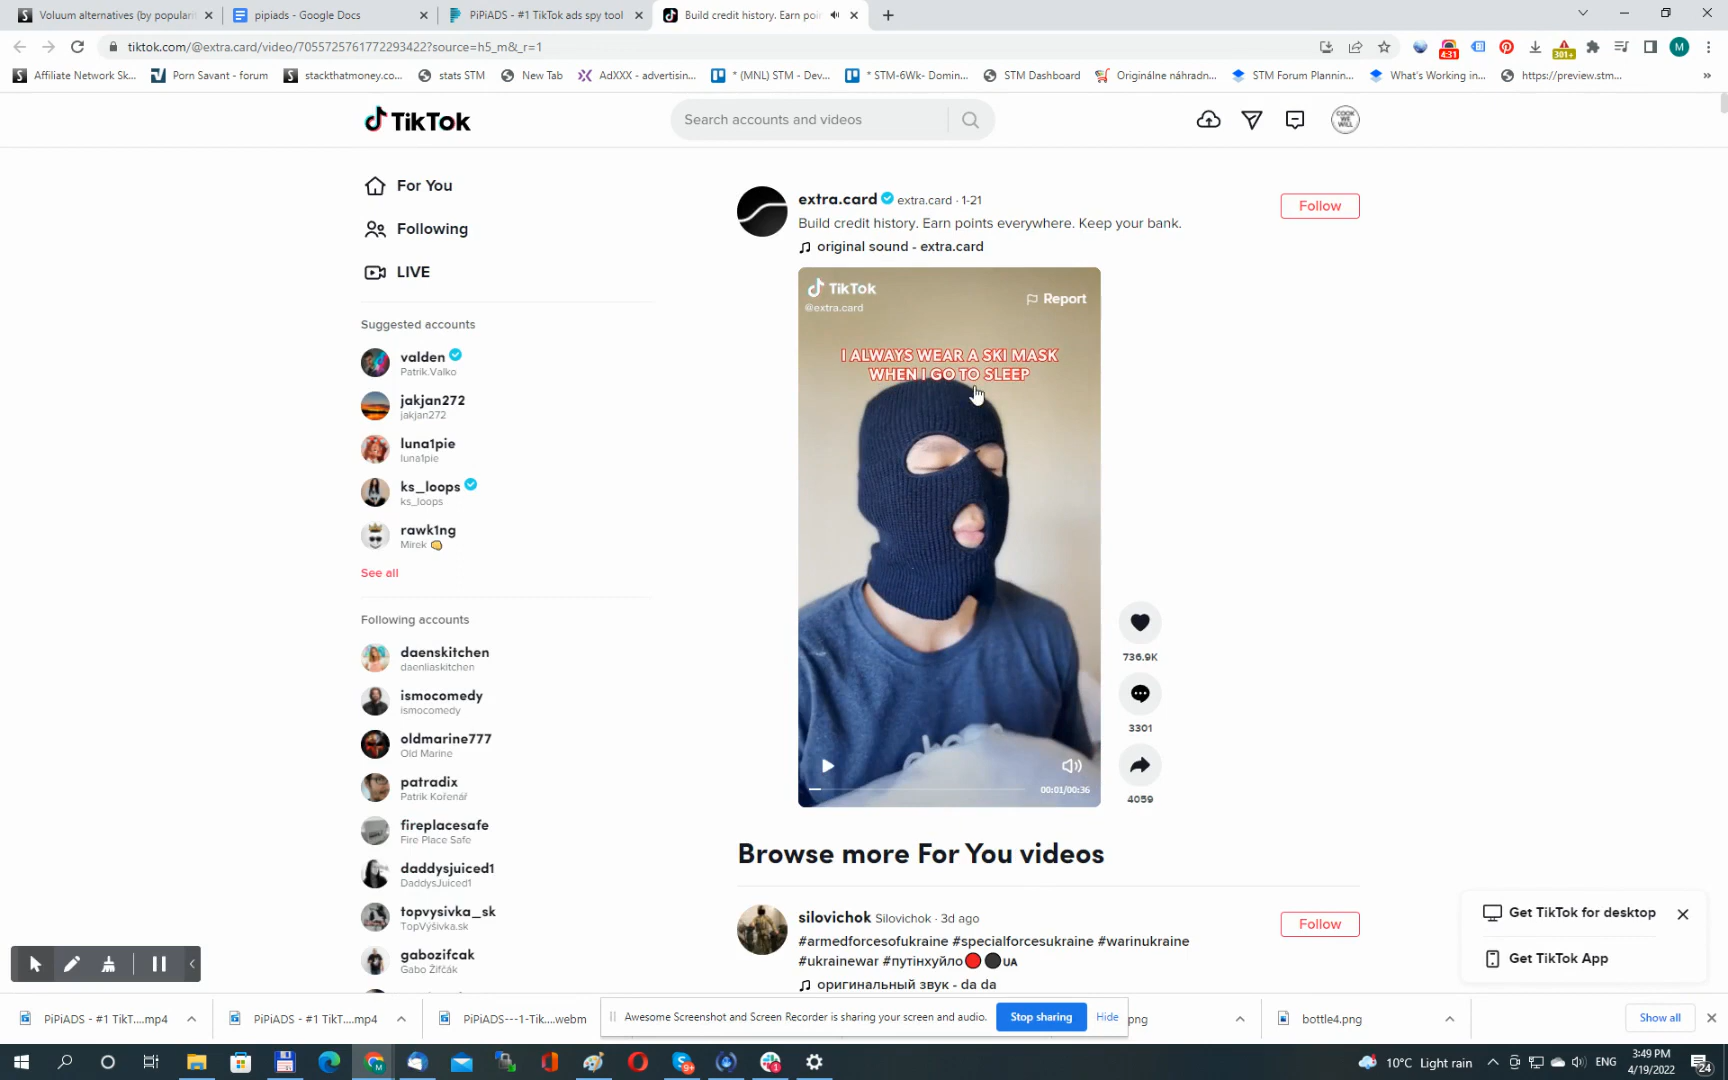 Voluum alternatives (by populari
pipiads - Google Docs
PiPiADS - #1 TikTok ads spy tool
Build credit history. Earn poi
tiktok.com/@extra.card/video/7055725761772293422?source=h5_m&_r=1
4:31
301+
M
Affiliate Network Sk...
Porn Savant - forum
stackthatmoney.co...
stats STM
New Tab
AdXXX - advertisin...
* (MNL) STM - Dev...
* STM-6Wk- Domin...
STM Dashboard
Originálne náhradn...
STM Forum Plannin...
What's Working in...
https://preview.stm...
TikTok
Search accounts and videos
COOK WE WILL
For You
Following
LIVE
Suggested accounts
valden
Patrik.Valko
jakjan272
jakjan272
luna1pie
luna1pie
ks_loops
ks_loops
rawk1ng
Mirek
See all
Following accounts
daenskitchen
daenliaskitchen
ismocomedy
ismocomedy
oldmarine777
Old Marine
patradix
Patrik Kořenář
fireplacesafe
Fire Place Safe
daddysjuiced1
DaddysJuiced1
topvysivka_sk
TopVýšivka.sk
gabozifcak
Gabo Žifčák
extra.card extra.card · 1-21
Follow
Build credit history. Earn points everywhere. Keep your bank.
original sound - extra.card
TikTok
@extra.card
Report
I ALWAYS WEAR A SKI MASK
WHEN I GO TO SLEEP
00:01/00:36
736.9K
3301
4059
Browse more For You videos
silovichok Silovichok · 3d ago
Follow
#armedforcesofukraine #specialforcesukraine #warinukraine
#ukrainewar #путінхуйло🔴⚫UA
оригинальный звук - da da
Get TikTok for desktop
Get TikTok App
PiPiADS - #1 TikT....mp4
PiPiADS - #1 TikT....mp4
PiPiADS---1-Tik....webm
Awesome Screenshot and Screen Recorder is sharing your screen and audio.
Stop sharing
Hide
png
bottle4.png
Show all
10°C Light rain
ENG
3:49 PM
4/19/2022
24